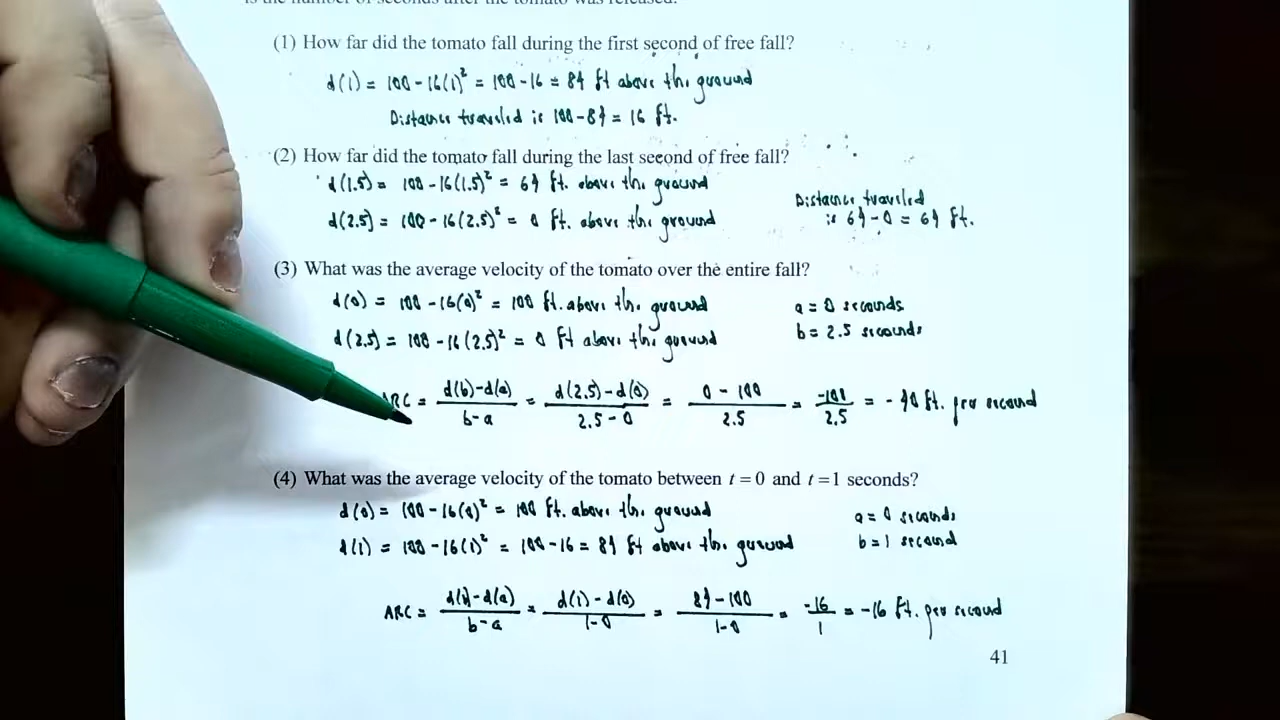 is the number of seconds after the tomato was released.
(1) How far did the tomato fall during the first second of free fall?
d(1) = 100 - 16(1)² = 100 - 16 = 84 ft above the ground
Distance traveled is 100 - 84 = 16 ft.
(2) How far did the tomato fall during the last second of free fall?
d(1.5) = 100 - 16(1.5)² = 64 ft. above the ground
d(2.5) = 100 - 16(2.5)² = 0 ft. above the ground
Distance traveled
is 64 - 0 = 64 ft.
(3) What was the average velocity of the tomato over the entire fall?
d(0) = 100 - 16(0)² = 100 ft. above the ground
a = 0 seconds
d(2.5) = 100 - 16(2.5)² = 0 ft above the ground
b = 2.5 seconds
ARC = d(b)-d(a) / b-a = d(2.5)-d(0) / 2.5-0 = 0-100 / 2.5 = -100 / 2.5 = -40 ft. per second
(4) What was the average velocity of the tomato between t = 0 and t = 1 seconds?
d(0) = 100 - 16(0)² = 100 ft. above the ground
a = 0 seconds
d(1) = 100 - 16(1)² = 100 - 16 = 84 ft above the ground
b = 1 second
ARC = d(b)-d(a) / b-a = d(1)-d(0) / 1-0 = 84-100 / 1-0 = -16 / 1 = -16 ft. per second
41